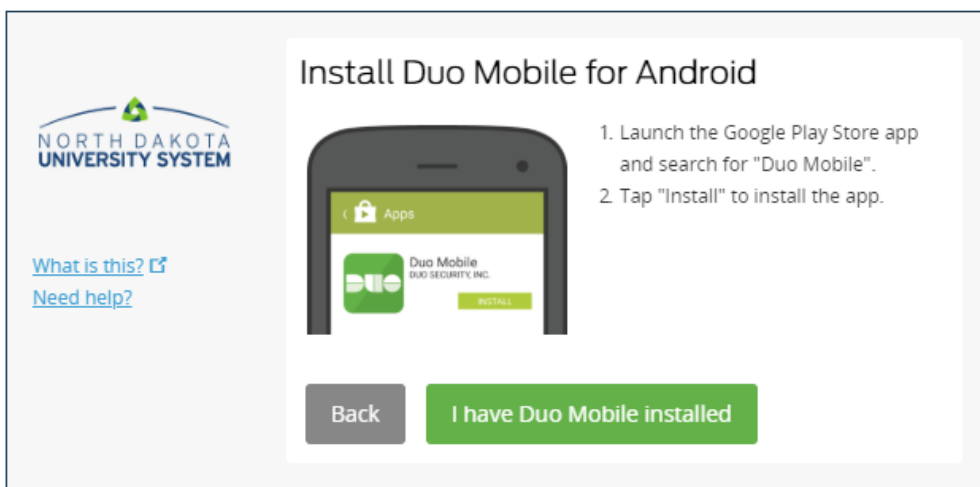 NORTH DAKOTA
UNIVERSITY SYSTEM
What is this?
Need help?
Install Duo Mobile for Android
Apps
Duo Mobile
DUO SECURITY, INC.
DUO
INSTALL
1. Launch the Google Play Store app
and search for "Duo Mobile".
2. Tap "Install" to install the app.
Back
I have Duo Mobile installed